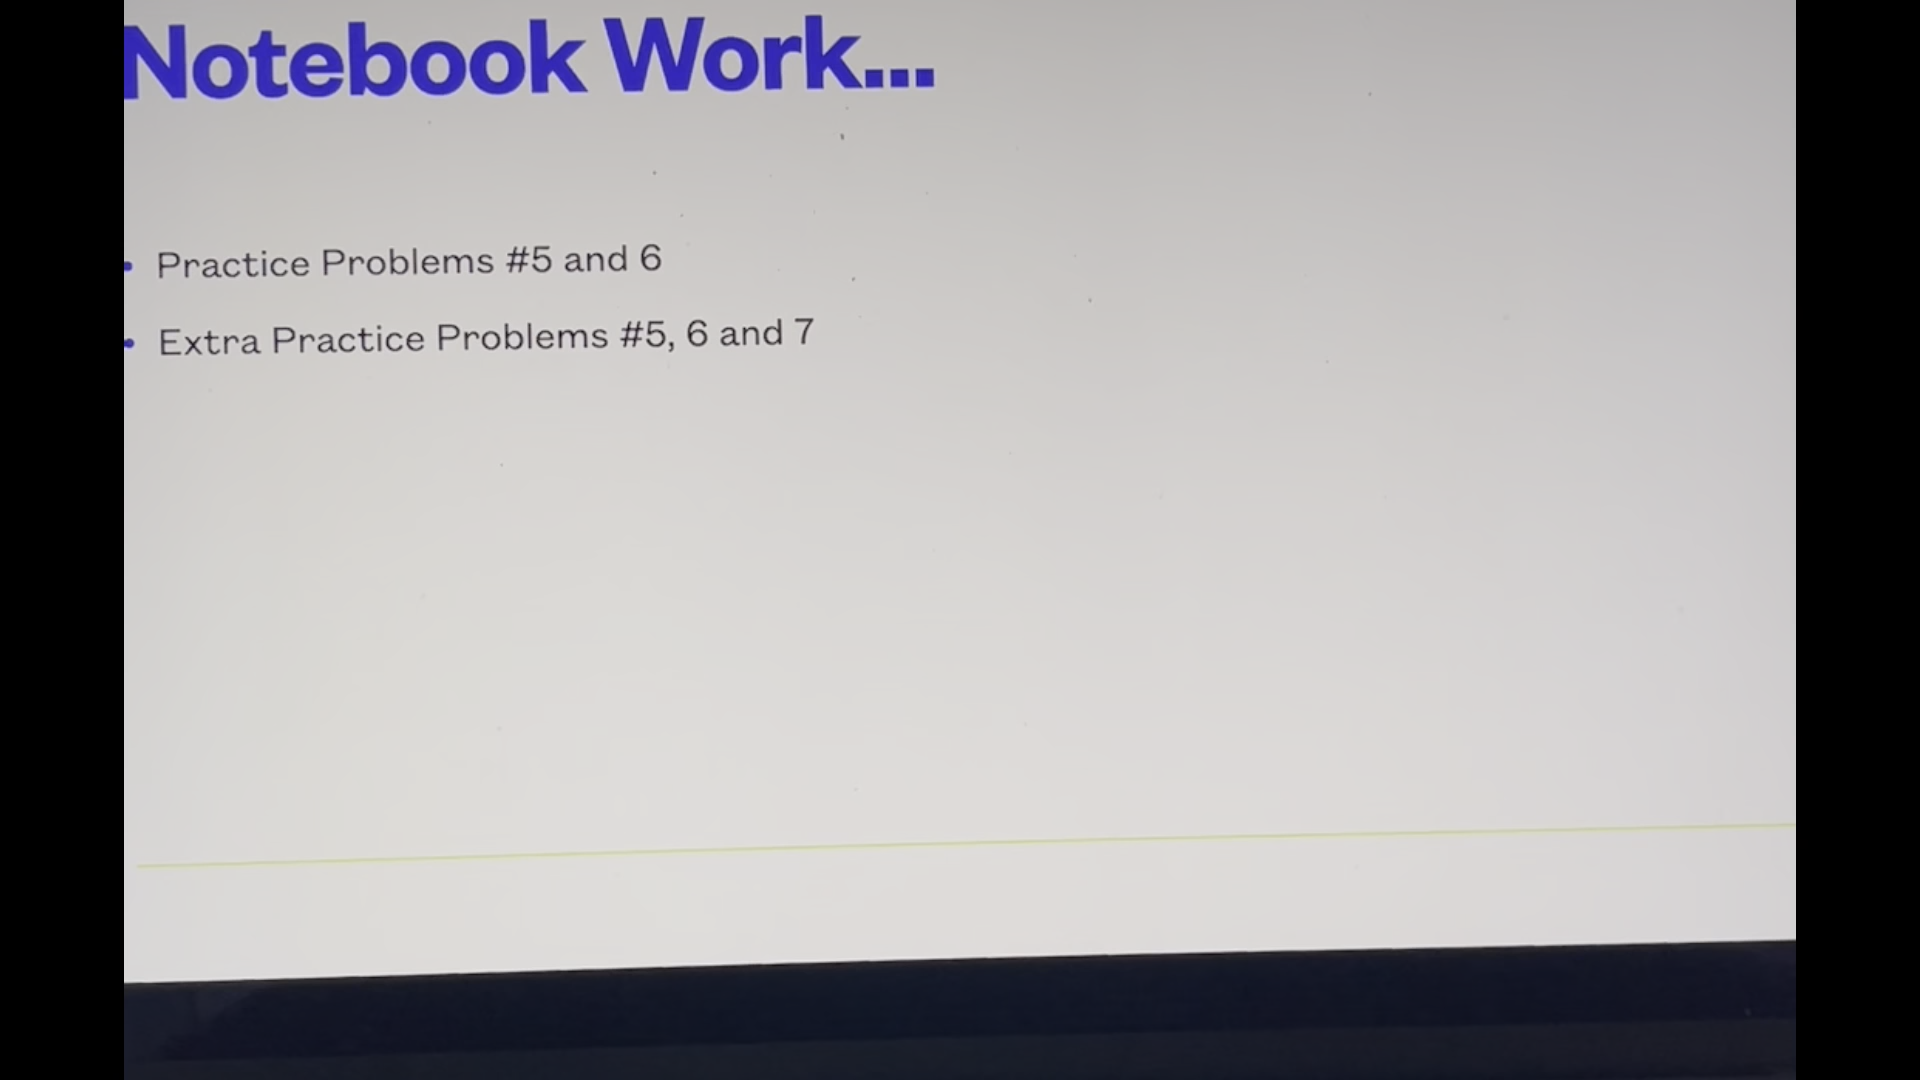 Notebook Work...
• Practice Problems #5 and 6
• Extra Practice Problems #5, 6 and 7